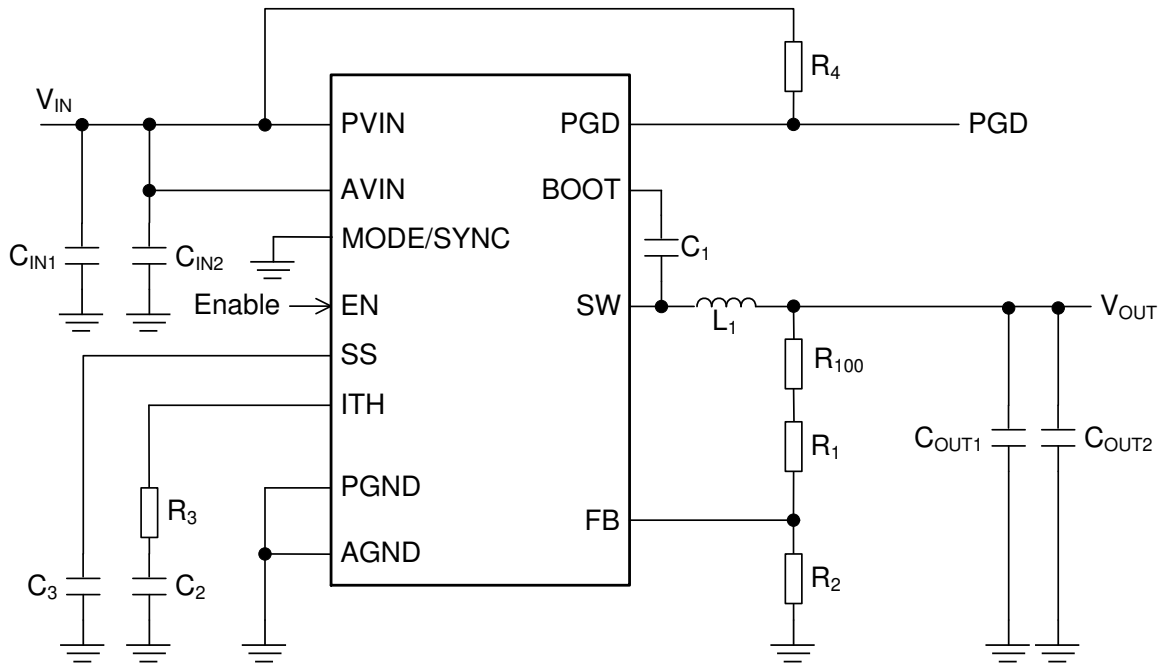 R4
VIN
PVIN
PGD
PGD
AVIN
BOOT
MODE/SYNC
C1
CIN1
CIN2
Enable
EN
SW
L1
VOUT
SS
R100
ITH
R1
COUT1
COUT2
PGND
R3
FB
AGND
C3
C2
R2